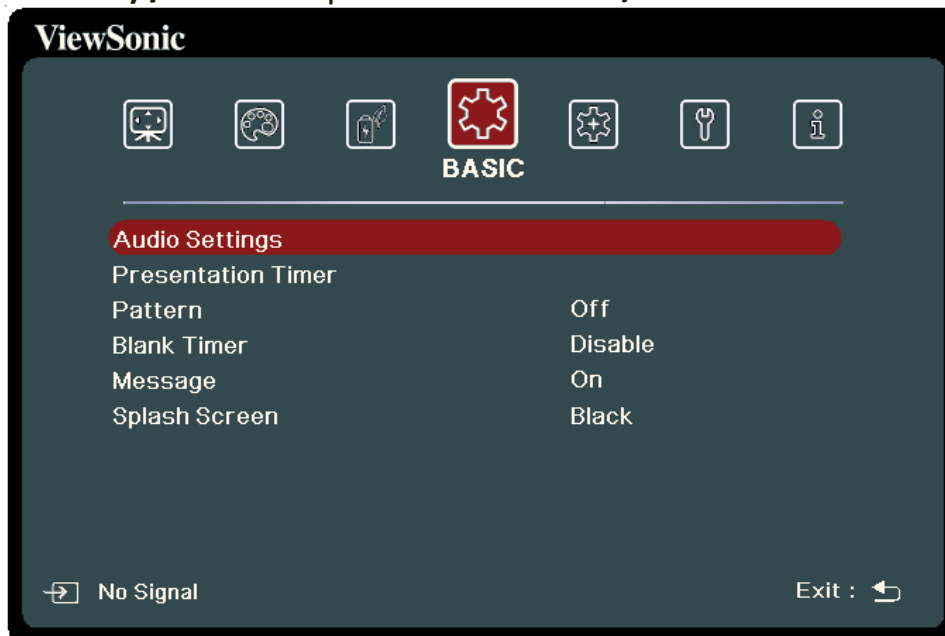 ViewSonic
BASIC
Audio Settings
Presentation Timer
Pattern Off
Blank Timer Disable
Message On
Splash Screen Black
No Signal Exit :